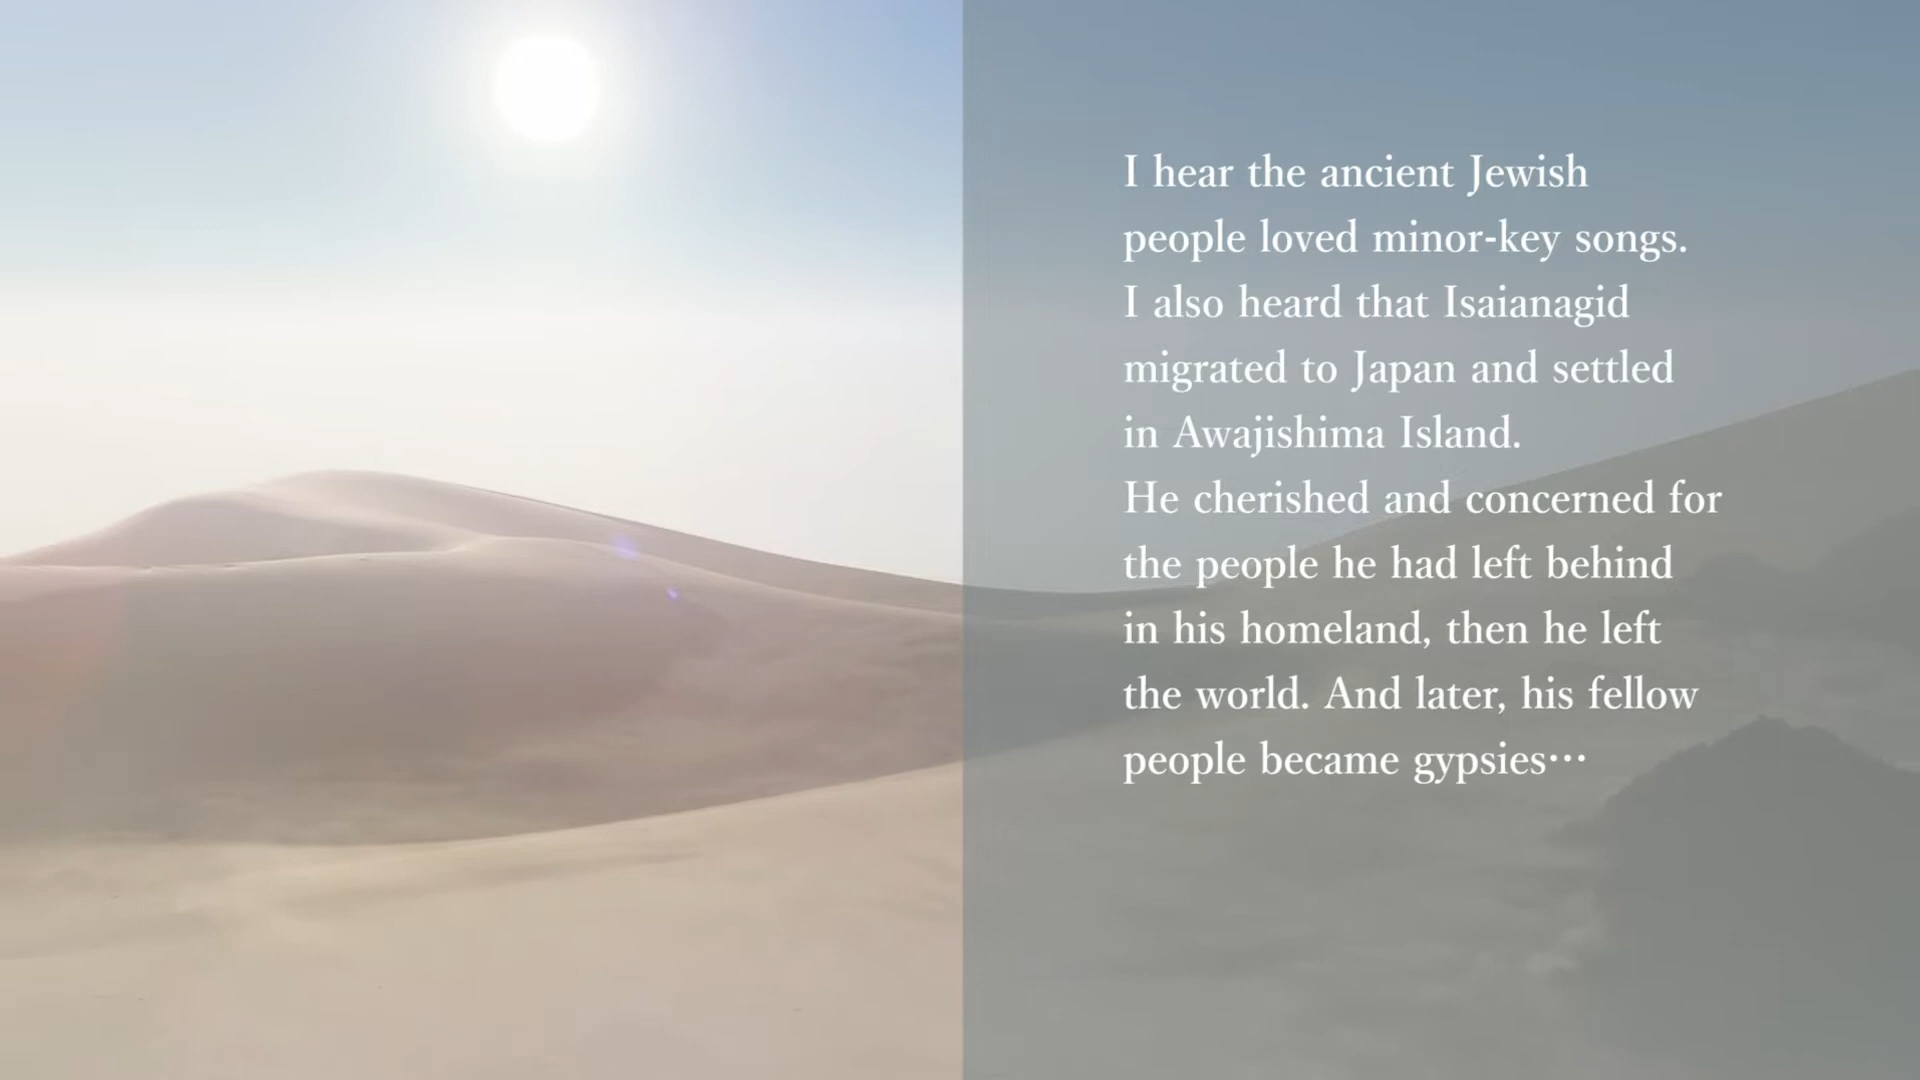 I hear the ancient Jewish
people loved minor-key songs.
I also heard that Isaianagid
migrated to Japan and settled
in Awajishima Island.
He cherished and concerned for
the people he had left behind
in his homeland, then he left
the world. And later, his fellow
people became gypsies⋯